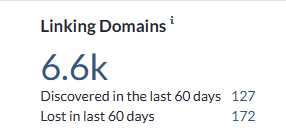 Linking Domains i
6.6k
Discovered in the last 60 days 127
Lost in last 60 days 172